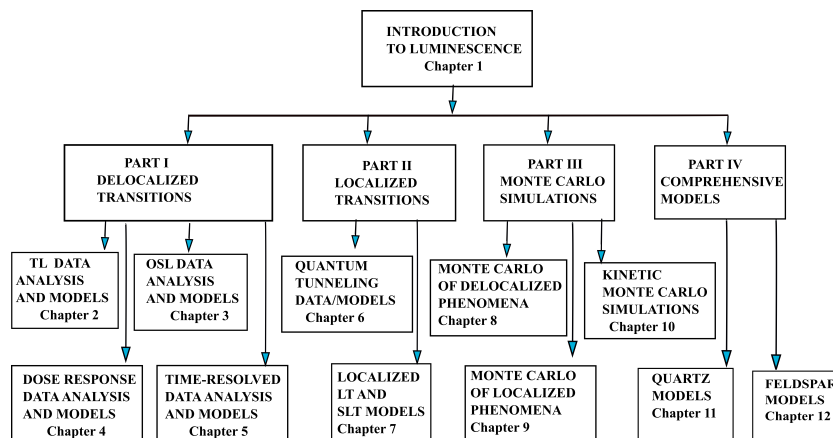 INTRODUCTION
TO LUMINESCENCE
Chapter 1
PART I
DELOCALIZED
TRANSITIONS
PART II
LOCALIZED
TRANSITIONS
PART III
MONTE CARLO
SIMULATIONS
PART IV
COMPREHENSIVE
MODELS
TL DATA
ANALYSIS
AND MODELS
Chapter 2
OSL DATA
ANALYSIS
AND MODELS
Chapter 3
QUANTUM
TUNNELING
DATA/MODELS
Chapter 6
MONTE CARLO
OF DELOCALIZED
PHENOMENA
Chapter 8
KINETIC
MONTE CARLO
SIMULATIONS
Chapter 10
DOSE RESPONSE
DATA ANALYSIS
AND MODELS
Chapter 4
TIME-RESOLVED
DATA ANALYSIS
AND MODELS
Chapter 5
LOCALIZED
LT AND
SLT MODELS
Chapter 7
MONTE CARLO
OF LOCALIZED
PHENOMENA
Chapter 9
QUARTZ
MODELS
Chapter 11
FELDSPAR
MODELS
Chapter 12